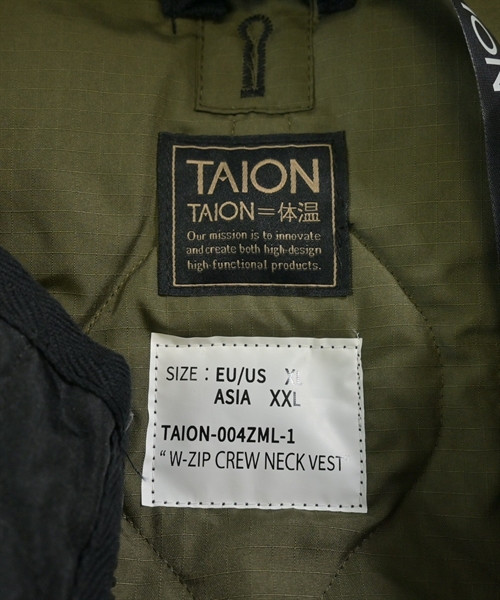 TAION
TAION=体温
Our mission is to innovate
and create both high-design
high-functional products.
SIZE : EU/US XL
ASIA XXL
TAION-004ZML-1
“ W-ZIP CREW NECK VEST